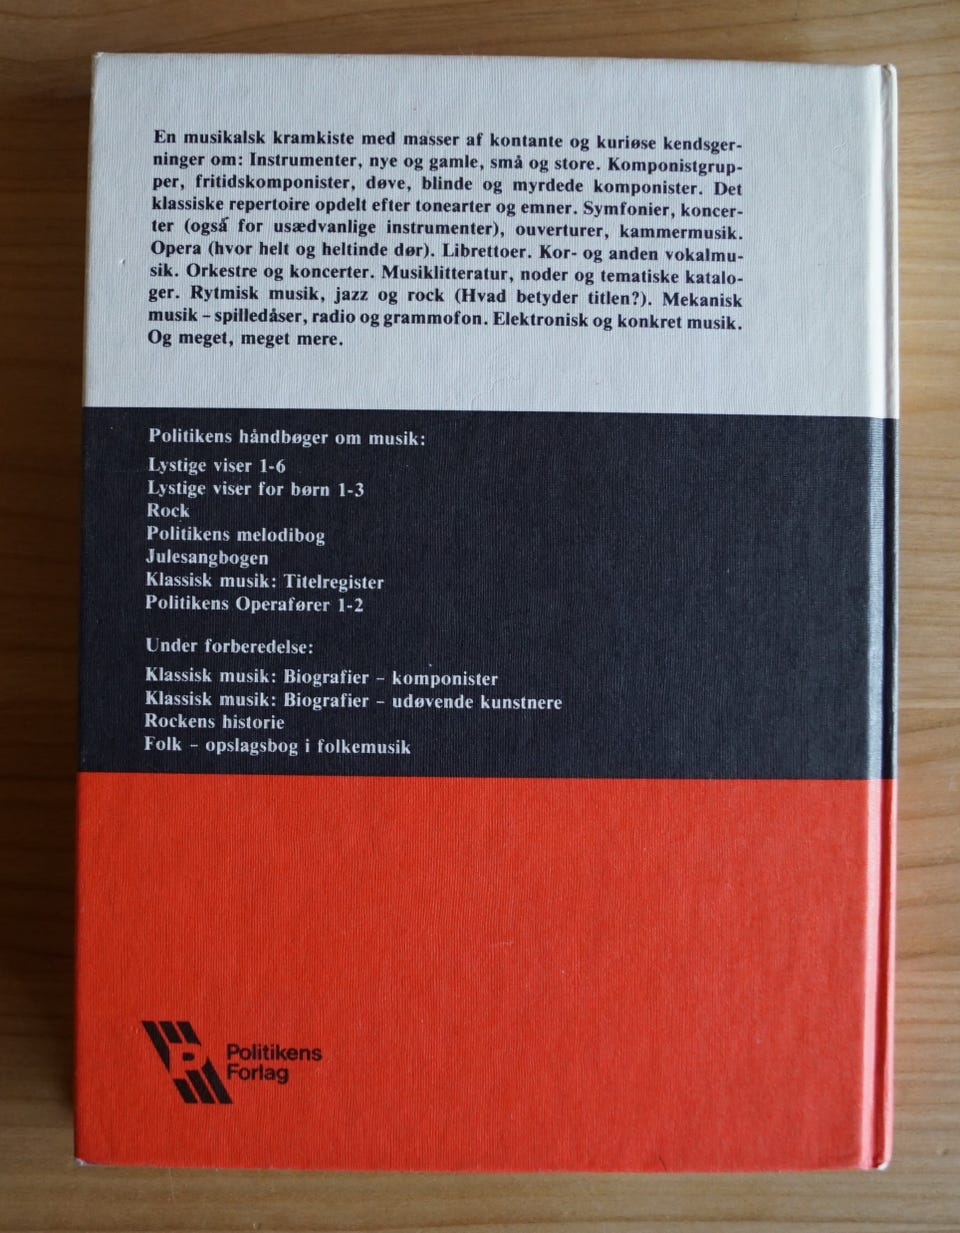 En musikalsk kramkiste med masser af kontante og kuriøse kendsger-
ninger om: Instrumenter, nye og gamle, små og store. Komponistgrup-
per, fritidskomponister, døve, blinde og myrdede komponister. Det
klassiske repertoire opdelt efter tonearter og emner. Symfonier, koncer-
ter (også for usædvanlige instrumenter), ouverturer, kammermusik.
Opera (hvor helt og heltinde dør). Librettoer. Kor- og anden vokalmu-
sik. Orkestre og koncerter. Musiklitteratur, noder og tematiske katalo-
ger. Rytmisk musik, jazz og rock (Hvad betyder titlen?). Mekanisk
musik – spilledåser, radio og grammofon. Elektronisk og konkret musik.
Og meget, meget mere.
Politikens håndbøger om musik:
Lystige viser 1-6
Lystige viser for børn 1-3
Rock
Politikens melodibog
Julesangbogen
Klassisk musik: Titelregister
Politikens Operafører 1-2
Under forberedelse:
Klassisk musik: Biografier – komponister
Klassisk musik: Biografier – udøvende kunstnere
Rockens historie
Folk – opslagsbog i folkemusik
P
Politikens
Forlag